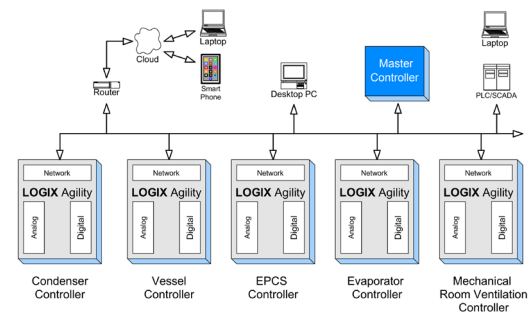 Laptop
Cloud
Smart
Phone
Router
Desktop PC
Master
Controller
Laptop
PLC/SCADA
Network
LOGIX Agility
Analog
Digital
Condenser
Controller
Network
LOGIX Agility
Analog
Digital
Vessel
Controller
Network
LOGIX Agility
Analog
Digital
EPCS
Controller
Network
LOGIX Agility
Analog
Digital
Evaporator
Controller
Network
LOGIX Agility
Analog
Digital
Mechanical
Room Ventilation
Controller